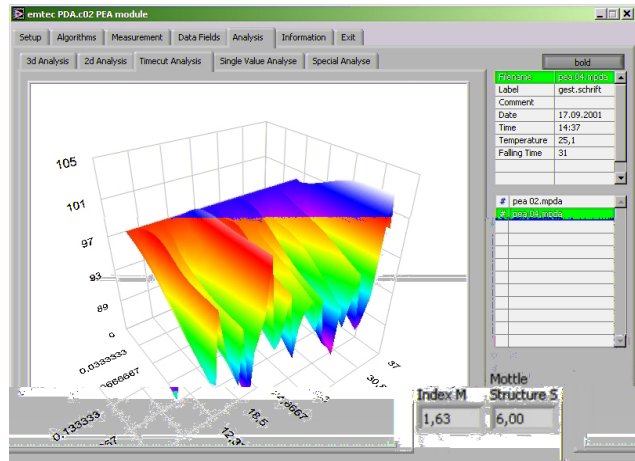 emtec PDA.c02 PEA module
Setup Algorithms Measurement Data Fields Analysis Information Exit
3d Analysis 2d Analysis Timecut Analysis Single Value Analyse Special Analyse
bold
Filename pea 04.mpda
Label gest.schrift
Comment
Date 17.09.2001
Time 14:37
Temperature 25,1
Falling Time 31
# pea 02.mpda
# pea 04.mpda
105
101
97
93
89
0
0.0333333
0.133333
37
18,5
Mottle
Index M Structure S
1,63 6,00